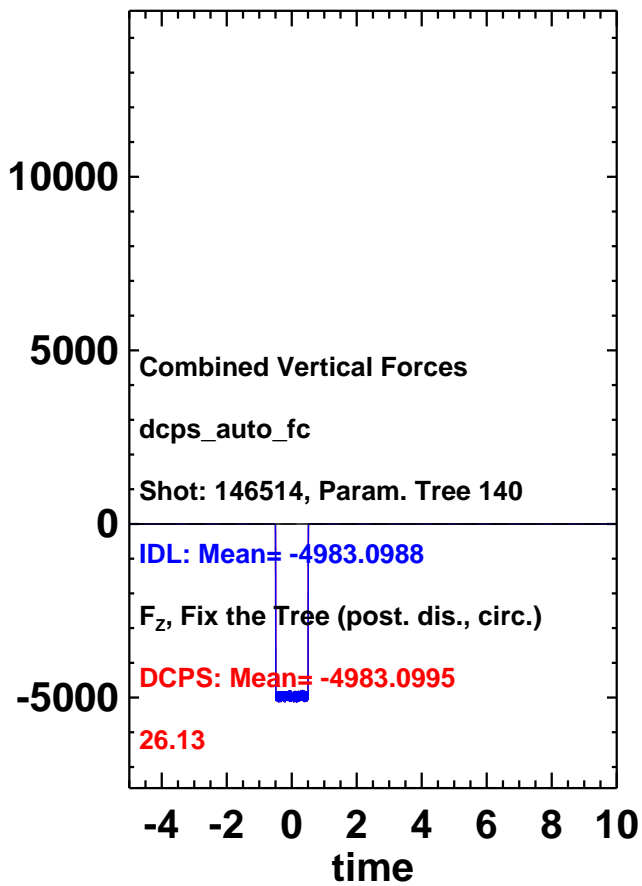 10000
5000
0
-5000
Combined Vertical Forces
dcps_auto_fc
Shot: 146514, Param. Tree 140
IDL: Mean= -4983.0988
Fz, Fix the Tree (post. dis., circ.)
DCPS: Mean= -4983.0995
26.13
-4 -2 0 2 4 6 8 10
time